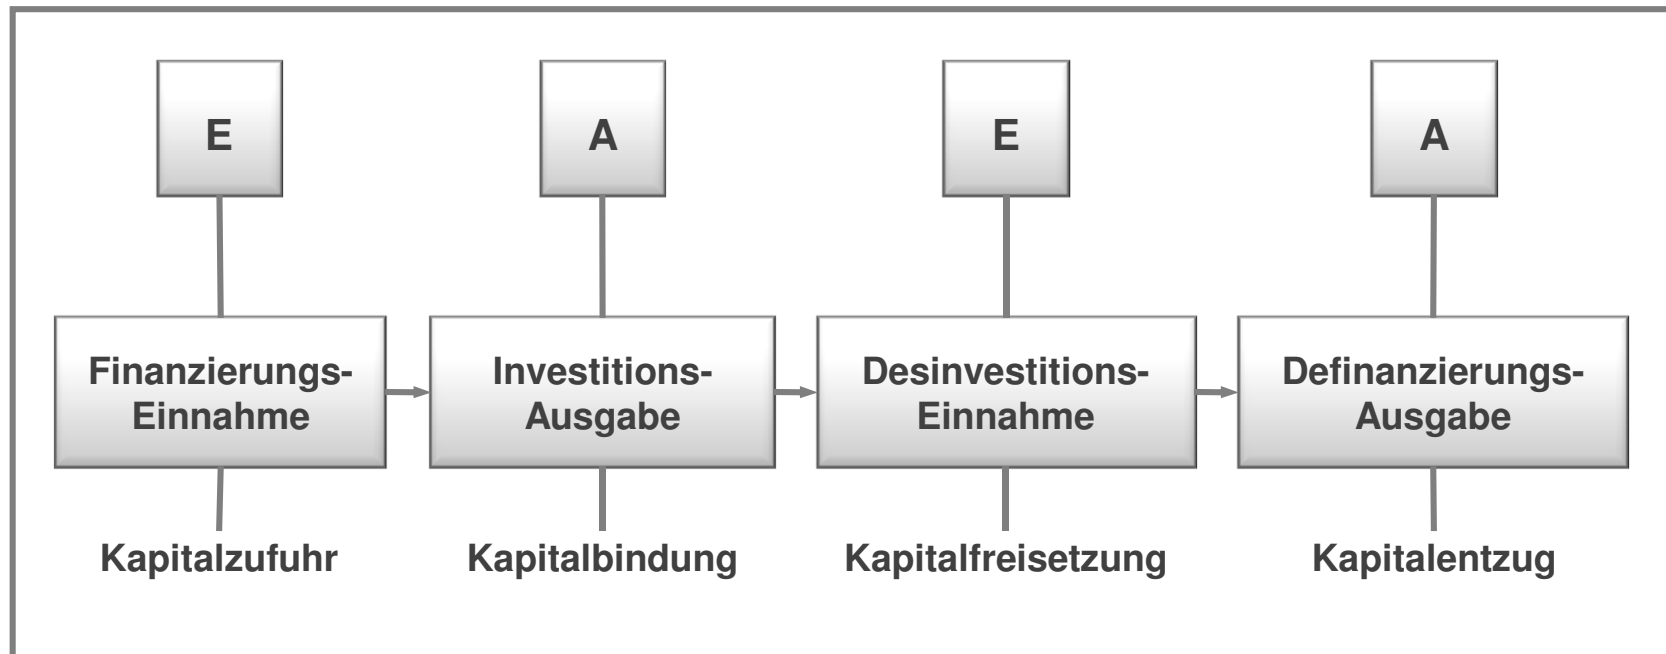 E
A
E
A
Finanzierungs-
Einnahme
Investitions-
Ausgabe
Desinvestitions-
Einnahme
Definanzierungs-
Ausgabe
Kapitalzufuhr
Kapitalbindung
Kapitalfreisetzung
Kapitalentzug